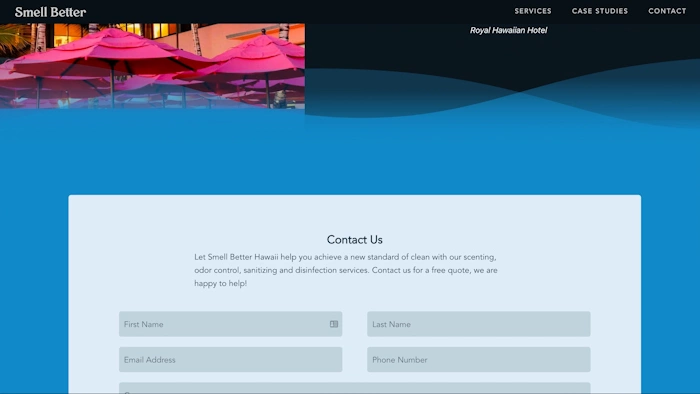 Smell Better
SERVICES CASE STUDIES CONTACT
Royal Hawaiian Hotel
Contact Us
Let Smell Better Hawaii help you achieve a new standard of clean with our scenting,
odor control, sanitizing and disinfection services. Contact us for a free quote, we are
happy to help!
First Name
Last Name
Email Address
Phone Number